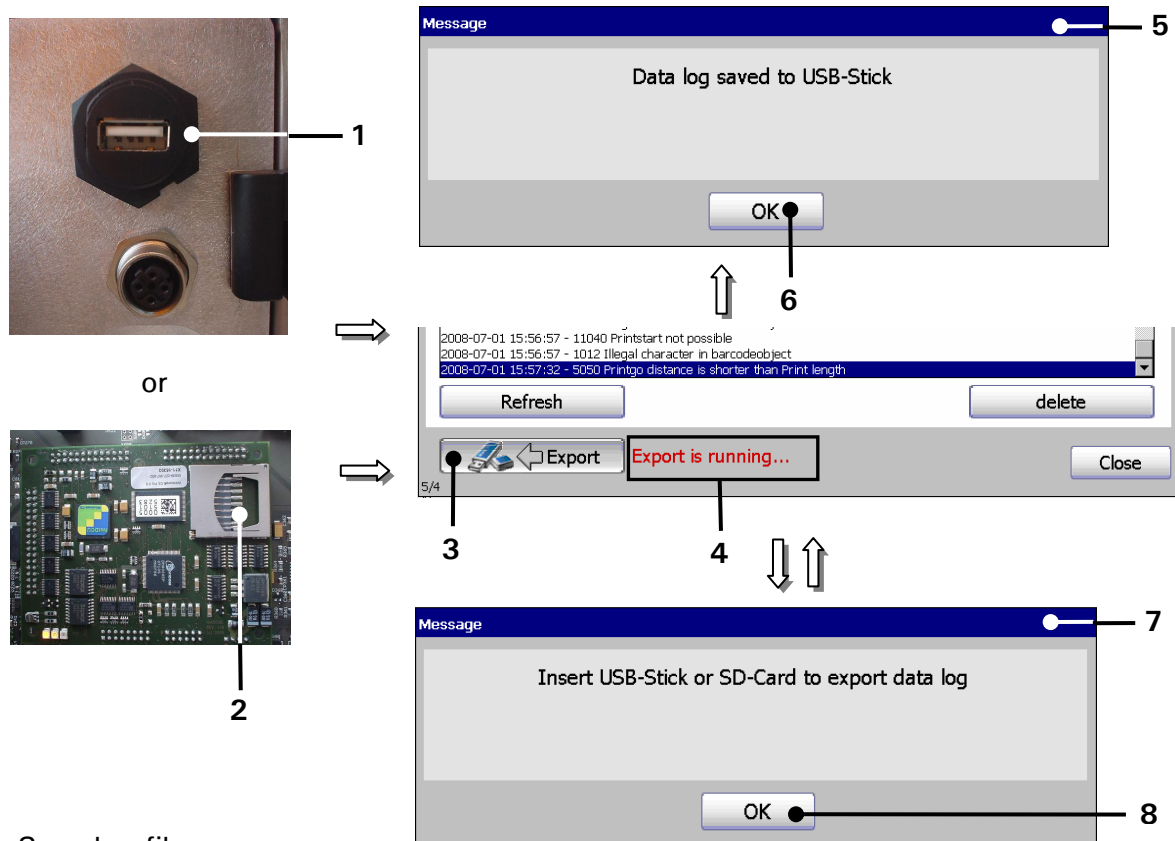 Message
5
Data log saved to USB-Stick
1
OK
6
2008-07-01 15:56:57 - 11040 Printstart not possible
2008-07-01 15:56:57 - 1012 Illegal character in barcodeobject
2008-07-01 15:57:32 - 5050 Printgo distance is shorter than Print length
or
Refresh delete
Export Export is running... Close
5/4
3 4
2
Message
7
Insert USB-Stick or SD-Card to export data log
OK
8